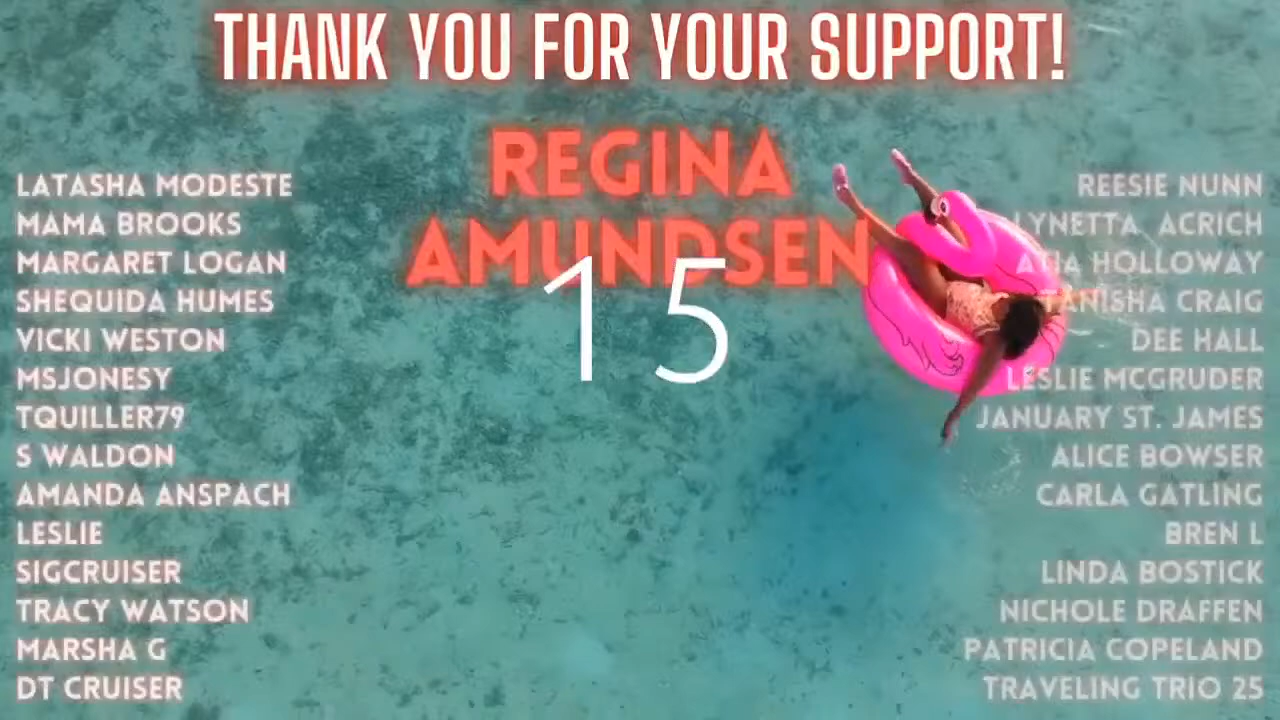 THANK YOU FOR YOUR SUPPORT!
REGINA
AMUNDSEN
15
LATASHA MODESTE
MAMA BROOKS
MARGARET LOGAN
SHEQUIDA HUMES
VICKI WESTON
MSJONESY
TQUILLER79
S WALDON
AMANDA ANSPACH
LESLIE
SIGCRUISER
TRACY WATSON
MARSHA G
DT CRUISER
REESIE NUNN
LYNETTA ACRICH
ATIA HOLLOWAY
TANISHA CRAIG
DEE HALL
LESLIE MCGRUDER
JANUARY ST. JAMES
ALICE BOWSER
CARLA GATLING
BREN L
LINDA BOSTICK
NICHOLE DRAFFEN
PATRICIA COPELAND
TRAVELING TRIO 25